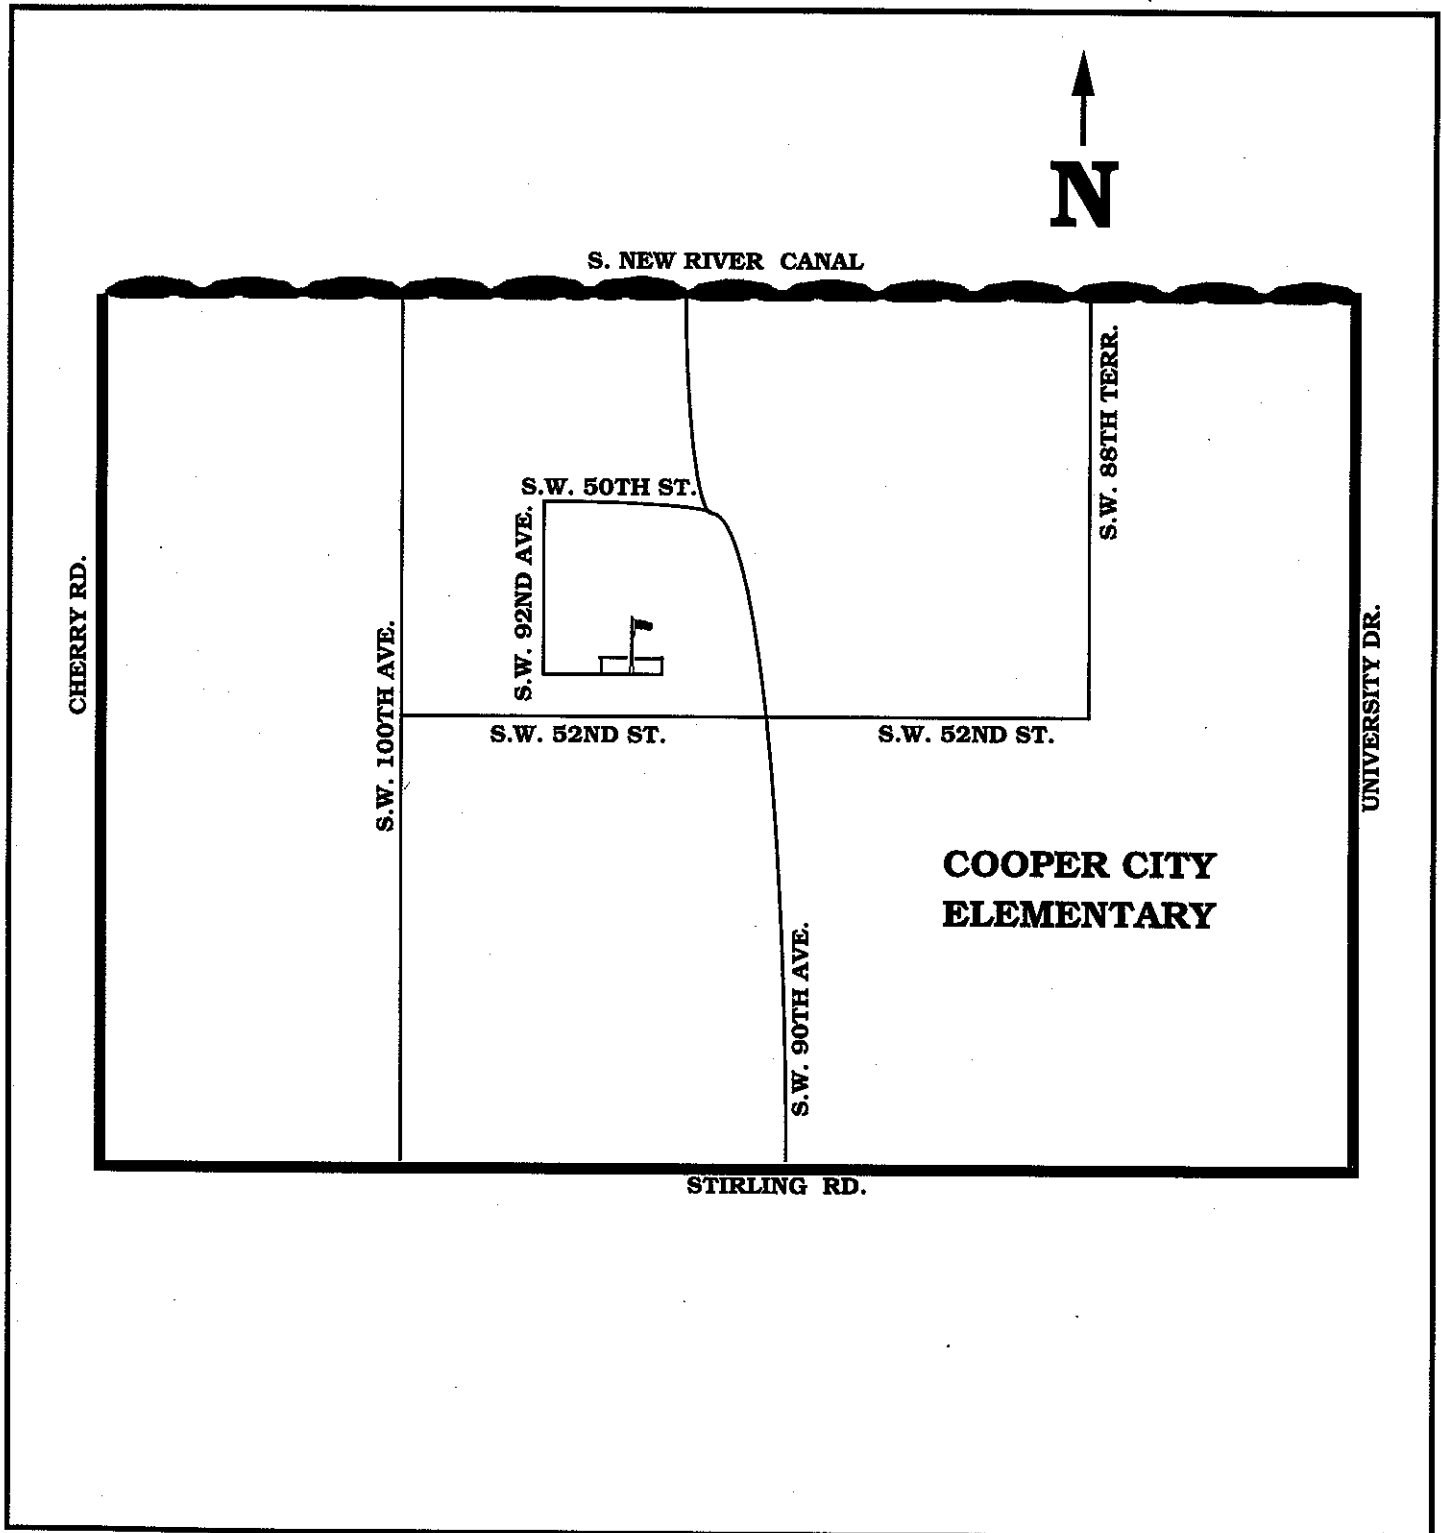 N
S. NEW RIVER CANAL
S.W. 88TH TERR.
S.W. 50TH ST.
S.W. 92ND AVE.
CHERRY RD.
S.W. 100TH AVE.
UNIVERSITY DR.
S.W. 52ND ST.
S.W. 52ND ST.
COOPER CITY
ELEMENTARY
S.W. 90TH AVE.
STIRLING RD.